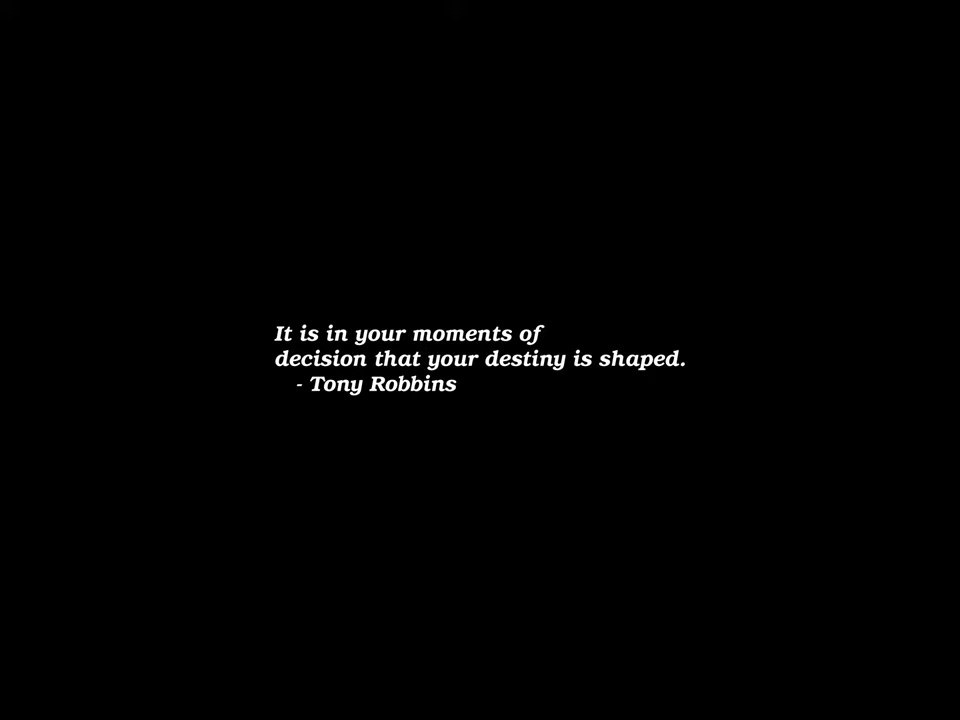 It is in your moments of
decision that your destiny is shaped.
- Tony Robbins